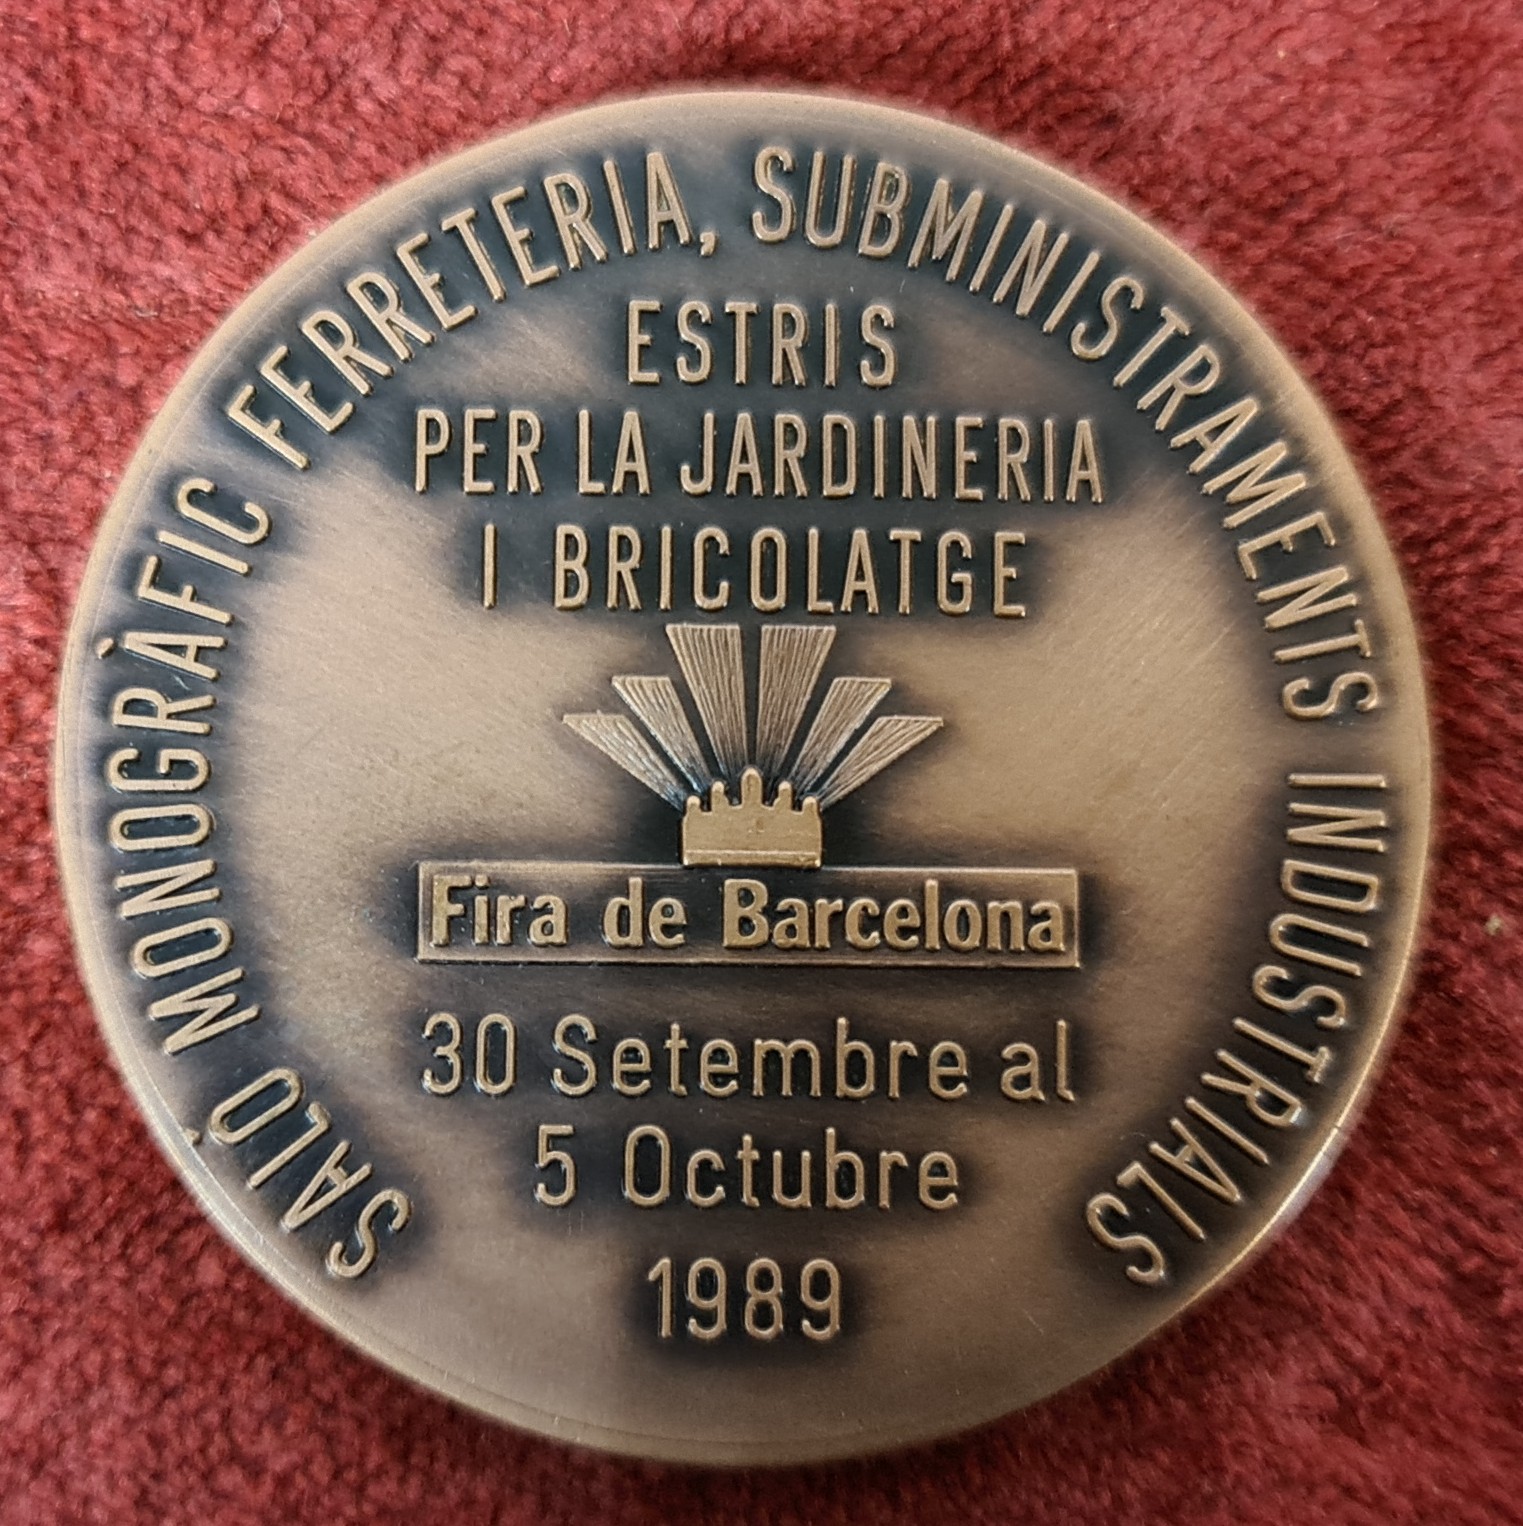 SALÓ MONOGRÀFIC FERRETERIA, SUBMINISTRAMENTS INDUSTRIALS
ESTRIS
PER LA JARDINERIA
I BRICOLATGE
Fira de Barcelona
30 Setembre al
5 Octubre
1989